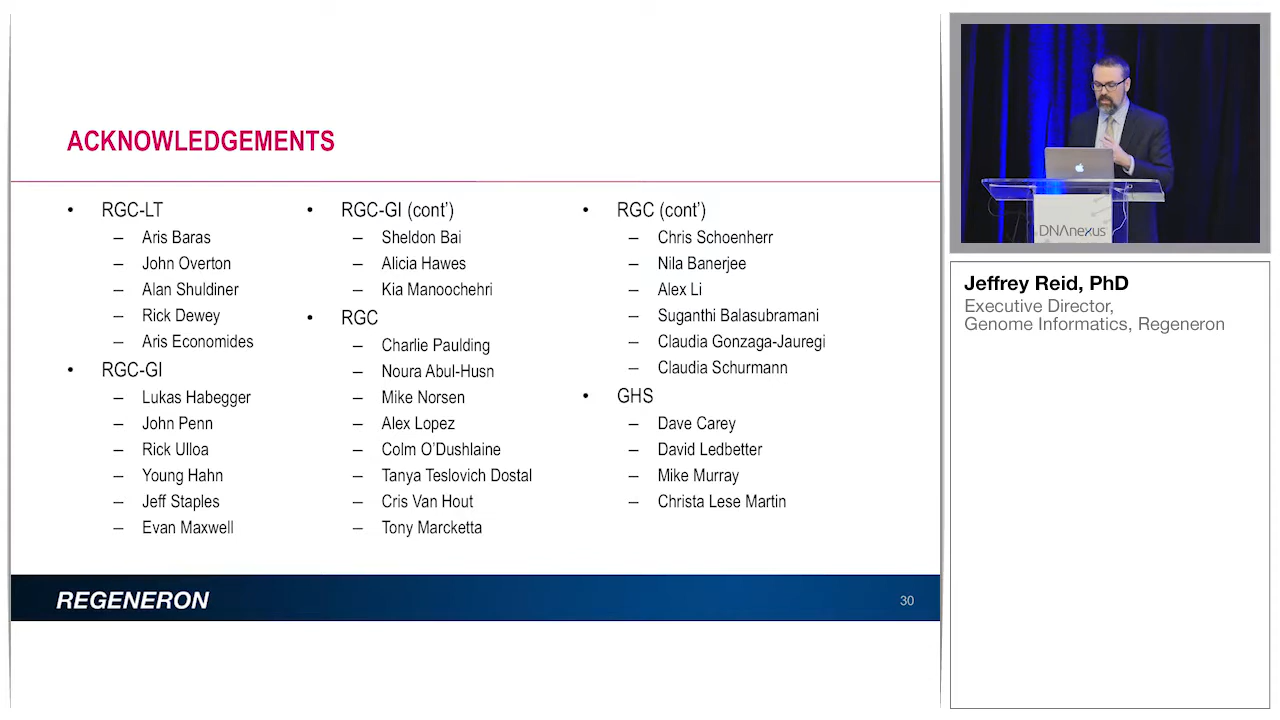 ACKNOWLEDGEMENTS
• RGC-LT
– Aris Baras
– John Overton
– Alan Shuldiner
– Rick Dewey
– Aris Economides
• RGC-GI
– Lukas Habegger
– John Penn
– Rick Ulloa
– Young Hahn
– Jeff Staples
– Evan Maxwell
• RGC-GI (cont’)
– Sheldon Bai
– Alicia Hawes
– Kia Manoochehri
• RGC
– Charlie Paulding
– Noura Abul-Husn
– Mike Norsen
– Alex Lopez
– Colm O’Dushlaine
– Tanya Teslovich Dostal
– Cris Van Hout
– Tony Marcketta
• RGC (cont’)
– Chris Schoenherr
– Nila Banerjee
– Alex Li
– Suganthi Balasubramani
– Claudia Gonzaga-Jauregi
– Claudia Schurmann
• GHS
– Dave Carey
– David Ledbetter
– Mike Murray
– Christa Lese Martin
REGENERON
30
DNAnexus
Jeffrey Reid, PhD
Executive Director,
Genome Informatics, Regeneron